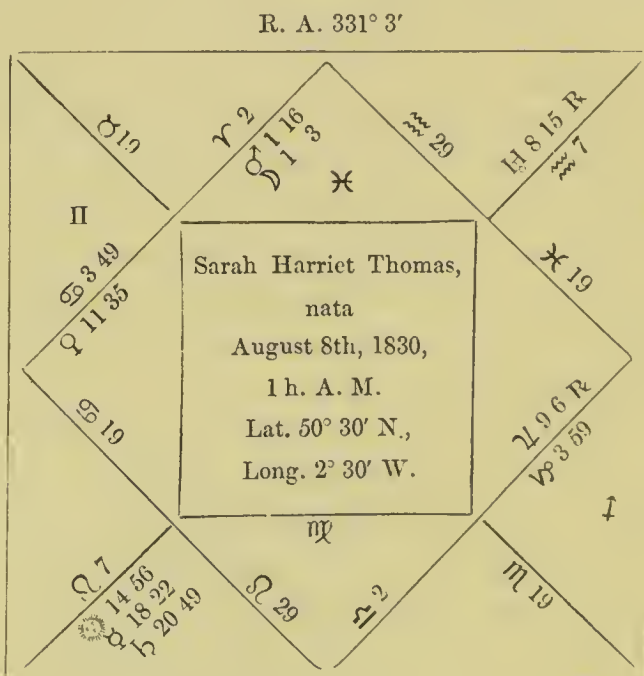 R. A. 331° 3′
♉ 19
♈ 2
♂ 1 16
☽ 1 3
♓
♒ 29
♅ 8 15 ℞
♒ 7
♊
♋ 3 49
♀ 11 35
Sarah Harriet Thomas,
nata
August 8th, 1830,
1 h. A. M.
Lat. 50° 30′ N.,
Long. 2° 30′ W.
♓ 19
♋ 19
♃ 9 6 ℞
♑ 3 59
♐
♍
♌ 7
☉ 14 56
☿ 18 22
♄ 20 49
♌ 29
♎ 2
♏ 19